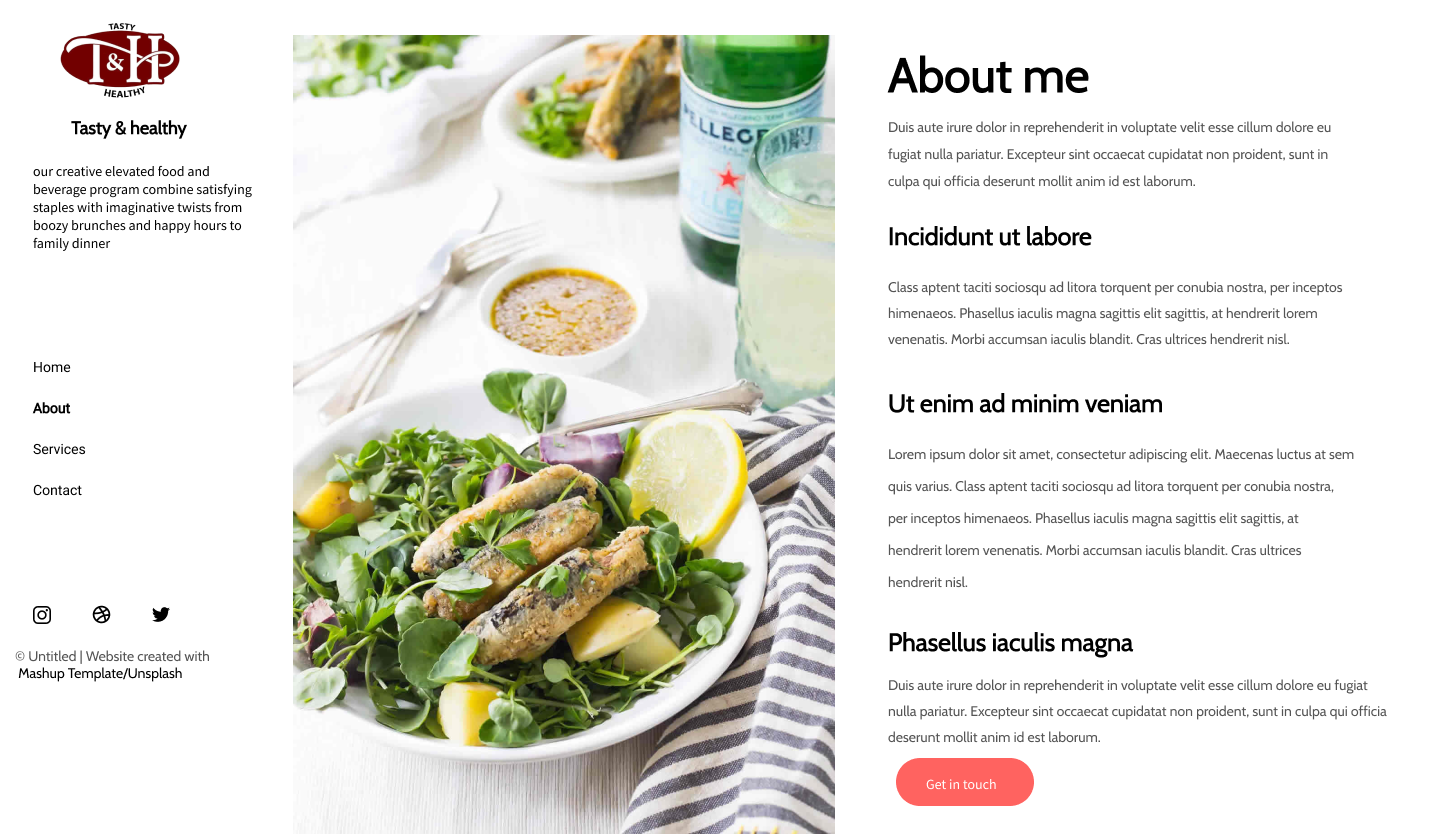 TASTY
T&H
HEALTHY
Tasty & healthy
our creative elevated food and
beverage program combine satisfying
staples with imaginative twists from
boozy brunches and happy hours to
family dinner
Home
About
Services
Contact
© Untitled | Website created with
Mashup Template/Unsplash
PELLEGR
About me
Duis aute irure dolor in reprehenderit in voluptate velit esse cillum dolore eu
fugiat nulla pariatur. Excepteur sint occaecat cupidatat non proident, sunt in
culpa qui officia deserunt mollit anim id est laborum.
Incididunt ut labore
Class aptent taciti sociosqu ad litora torquent per conubia nostra, per inceptos
himenaeos. Phasellus iaculis magna sagittis elit sagittis, at hendrerit lorem
venenatis. Morbi accumsan iaculis blandit. Cras ultrices hendrerit nisl.
Ut enim ad minim veniam
Lorem ipsum dolor sit amet, consectetur adipiscing elit. Maecenas luctus at sem
quis varius. Class aptent taciti sociosqu ad litora torquent per conubia nostra,
per inceptos himenaeos. Phasellus iaculis magna sagittis elit sagittis, at
hendrerit lorem venenatis. Morbi accumsan iaculis blandit. Cras ultrices
hendrerit nisl.
Phasellus iaculis magna
Duis aute irure dolor in reprehenderit in voluptate velit esse cillum dolore eu fugiat
nulla pariatur. Excepteur sint occaecat cupidatat non proident, sunt in culpa qui officia
deserunt mollit anim id est laborum.
Get in touch